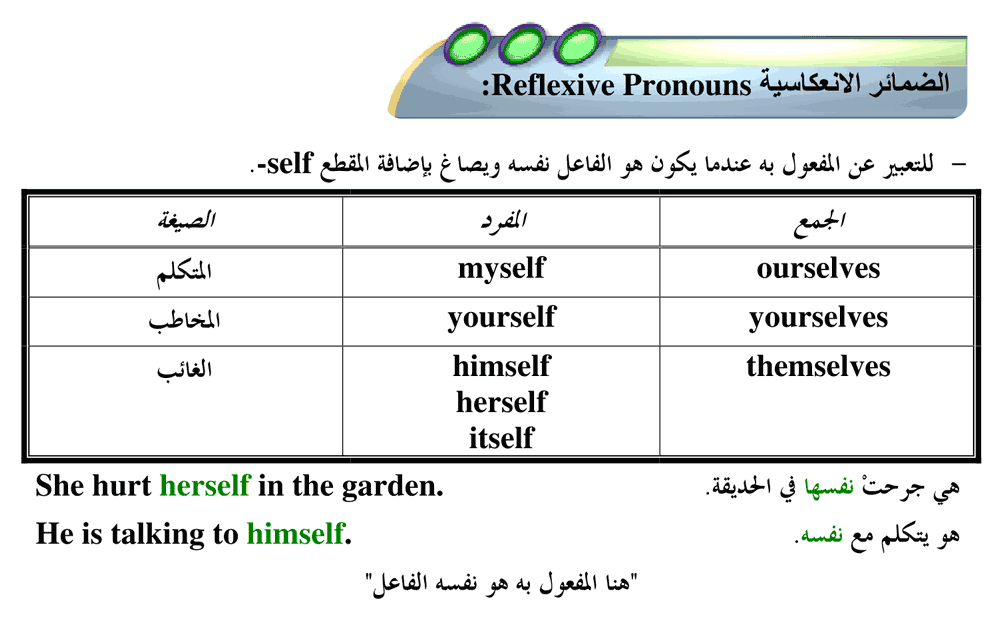 الضمائر الانعكاسية Reflexive Pronouns:
– للتعبير عن المفعول به عندما يكون هو الفاعل نفسه ويصاغ بإضافة المقطع self-.
الصيغة المفرد الجمع
المتكلم myself ourselves
المخاطب yourself yourselves
الغائب himself themselves
herself
itself
She hurt herself in the garden. هي جرحتْ نفسها في الحديقة.
He is talking to himself. هو يتكلم مع نفسه.
"هنا المفعول به هو نفسه الفاعل"